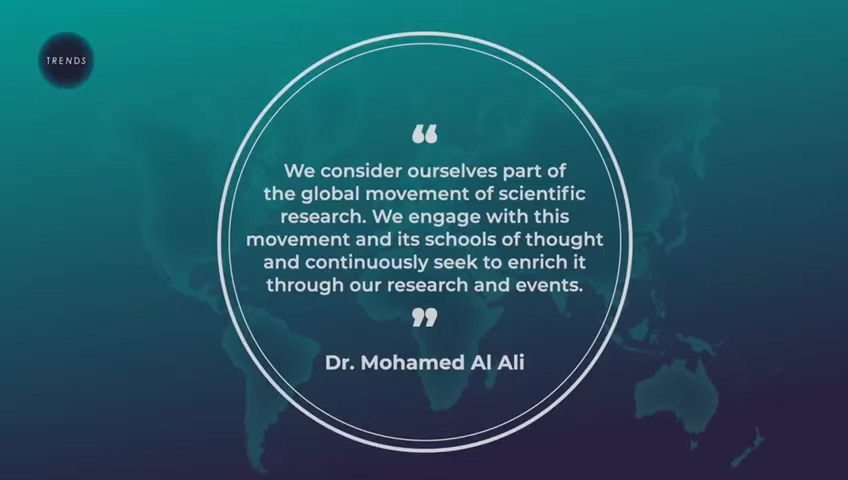 TRENDS
“
We consider ourselves part of
the global movement of scientific
research. We engage with this
movement and its schools of thought
and continuously seek to enrich it
through our research and events.
”
Dr. Mohamed Al Ali